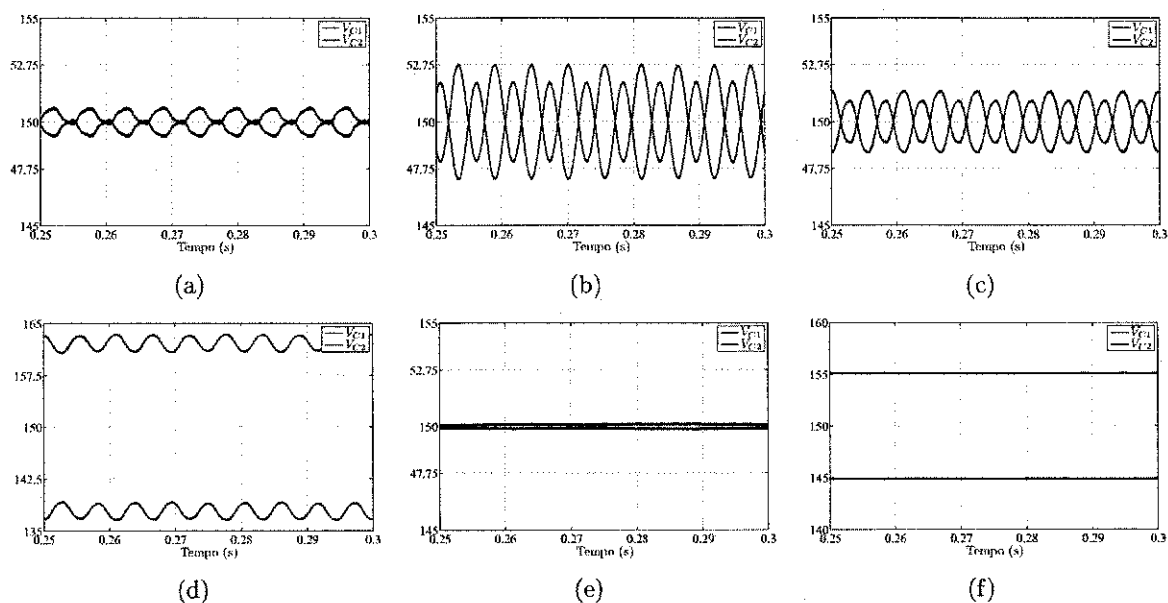 155
52.75
150
47.75
145
0.25
0.26
0.27
0.28
0.29
0.3
Tempo (s)
V_C1
V_C2
(a)
155
52.75
150
47.75
145
0.25
0.26
0.27
0.28
0.29
0.3
Tempo (s)
V_C1
V_C2
(b)
155
52.75
150
47.75
145
0.25
0.26
0.27
0.28
0.29
0.3
Tempo (s)
V_C1
V_C2
(c)
165
157.5
150
142.5
135
0.25
0.26
0.27
0.28
0.29
0.3
Tempo (s)
V_C1
V_C2
(d)
155
52.75
150
47.75
145
0.25
0.26
0.27
0.28
0.29
0.3
Tempo (s)
V_C1
V_C2
(e)
160
155
150
145
140
0.25
0.26
0.27
0.28
0.29
0.3
Tempo (s)
V_C1
V_C2
(f)